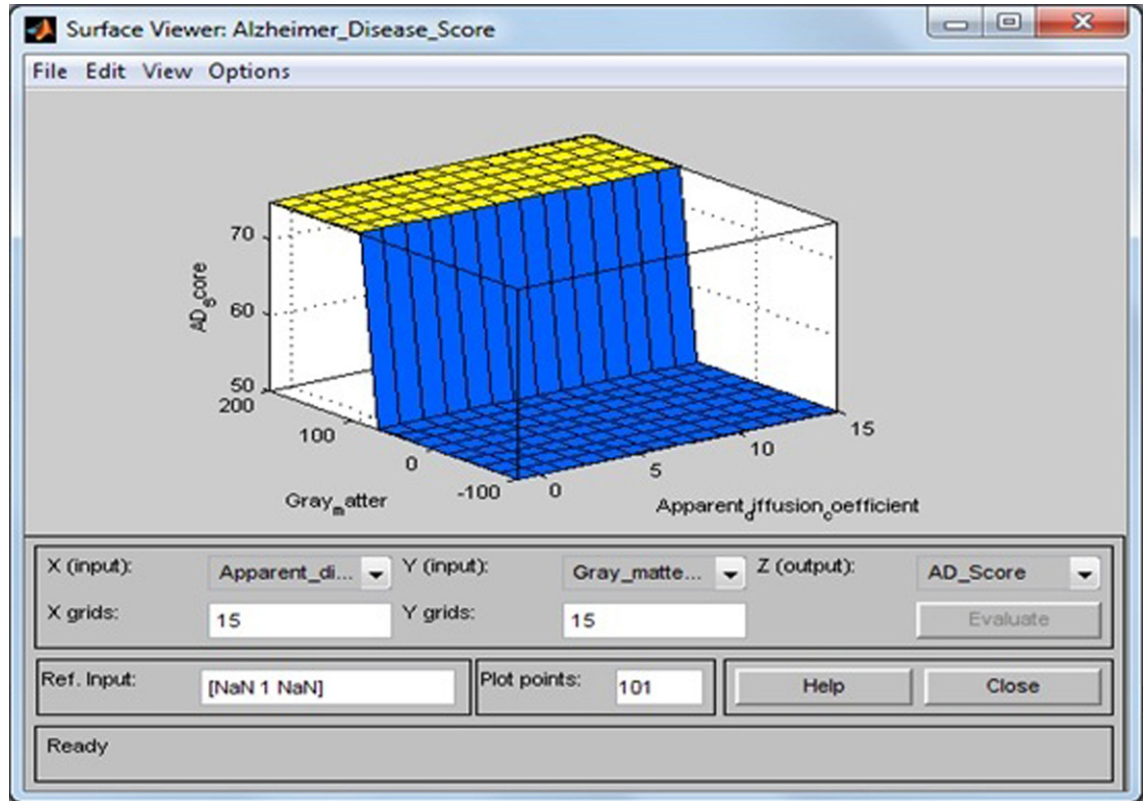 Surface Viewer: Alzheimer_Disease_Score
File Edit View Options
70
60
50
200
100
0
-100
0
5
10
15
AD_score
Gray_matter
Apparent_diffusion_coefficient
X (input):
Apparent_di...
Y (input):
Gray_matte...
Z (output):
AD_Score
X grids:
15
Y grids:
15
Evaluate
Ref. Input:
[NaN 1 NaN]
Plot points:
101
Help
Close
Ready